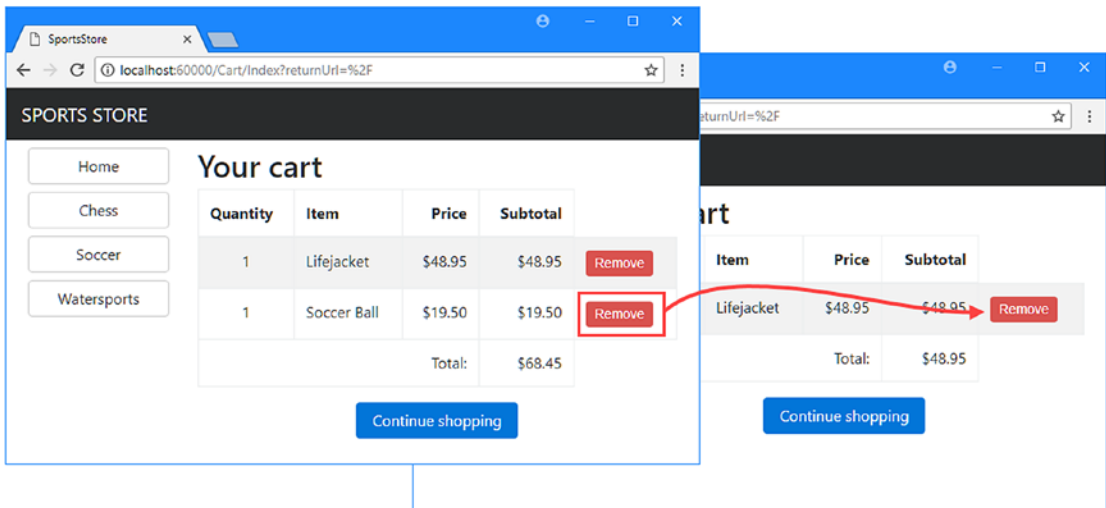 SportsStore
localhost:60000/Cart/Index?returnUrl=%2F
SPORTS STORE
Home
Chess
Soccer
Watersports
Your cart
Quantity Item Price Subtotal
1 Lifejacket $48.95 $48.95 Remove
1 Soccer Ball $19.50 $19.50 Remove
Total: $68.45
Continue shopping
eturnUrl=%2F
art
Item Price Subtotal
Lifejacket $48.95 $48.95 Remove
Total: $48.95
Continue shopping